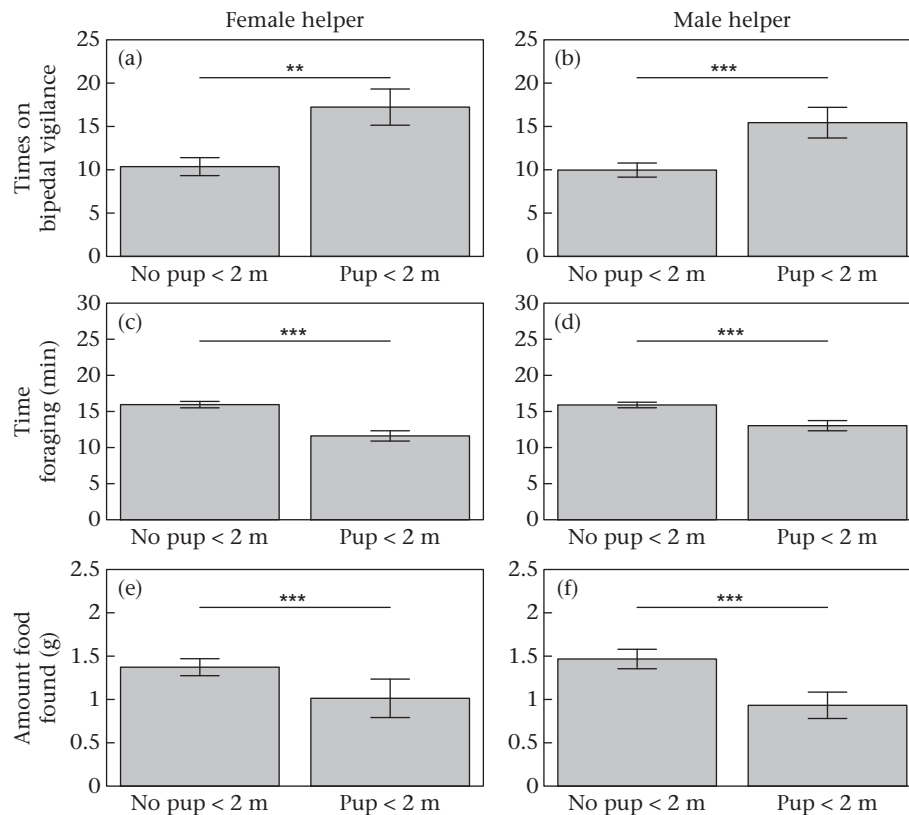 Female helper
Male helper
Times on
bipedal vigilance
25
20
15
10
5
0
(a)
**
No pup < 2 m
Pup < 2 m
25
20
15
10
5
0
(b)
***
No pup < 2 m
Pup < 2 m
Time
foraging (min)
30
25
20
15
10
5
0
(c)
***
No pup < 2 m
Pup < 2 m
30
25
20
15
10
5
0
(d)
***
No pup < 2 m
Pup < 2 m
Amount food
found (g)
2.5
2
1.5
1
0.5
0
(e)
***
No pup < 2 m
Pup < 2 m
2.5
2
1.5
1
0.5
0
(f)
***
No pup < 2 m
Pup < 2 m